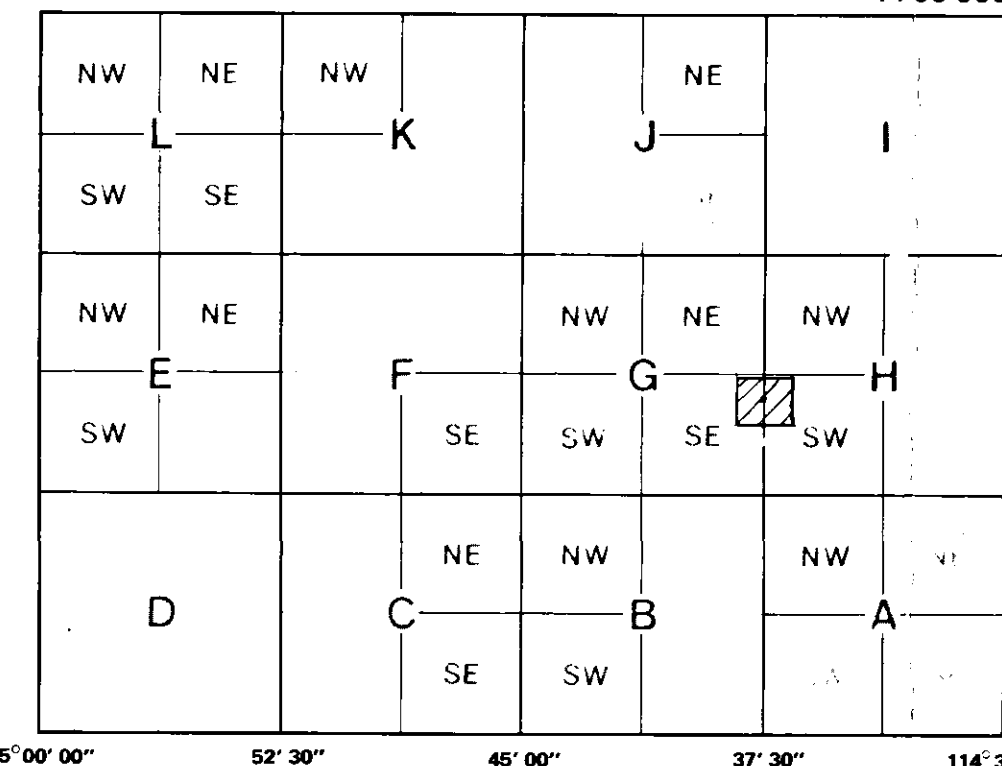 NW NE NW NE
L K J I
SW SE
NW NE NW NE NW
E F G H
SW SE SW SE SW
NE NW NW
D C B A
SE SW
5°00' 00" 52' 30" 45' 00" 37' 30" 114°3